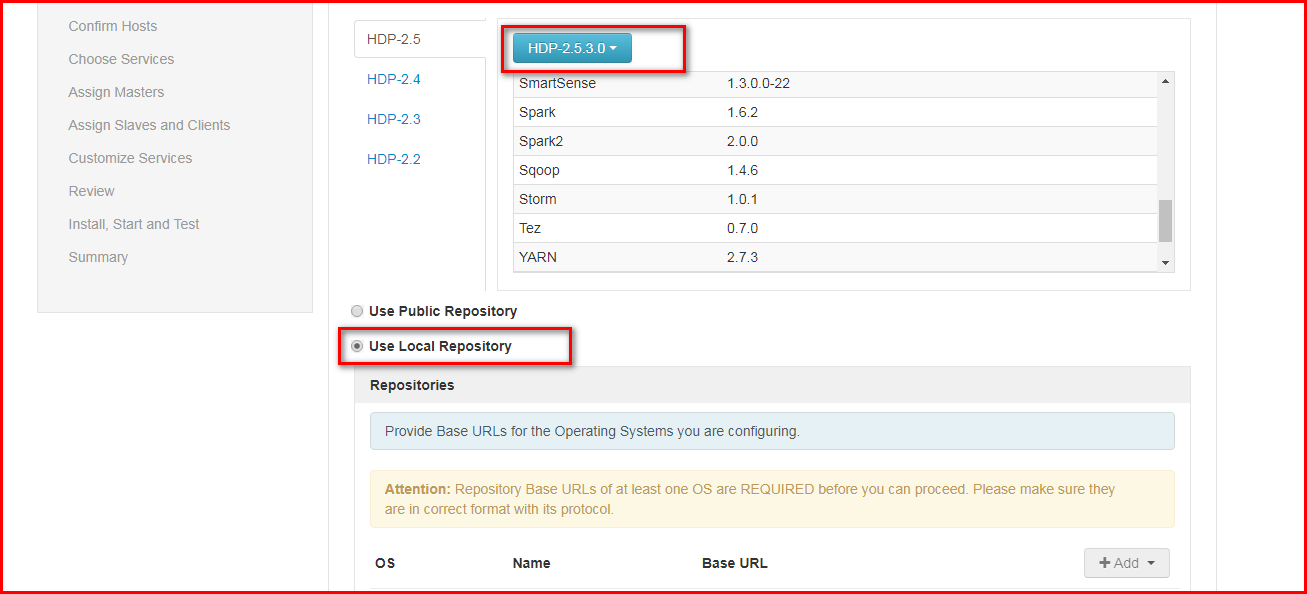 Confirm Hosts
Choose Services
Assign Masters
Assign Slaves and Clients
Customize Services
Review
Install, Start and Test
Summary
HDP-2.5
HDP-2.4
HDP-2.3
HDP-2.2
HDP-2.5.3.0
SmartSense 1.3.0.0-22
Spark 1.6.2
Spark2 2.0.0
Sqoop 1.4.6
Storm 1.0.1
Tez 0.7.0
YARN 2.7.3
Use Public Repository
Use Local Repository
Repositories
Provide Base URLs for the Operating Systems you are configuring.
Attention: Repository Base URLs of at least one OS are REQUIRED before you can proceed. Please make sure they
are in correct format with its protocol.
OS Name Base URL + Add